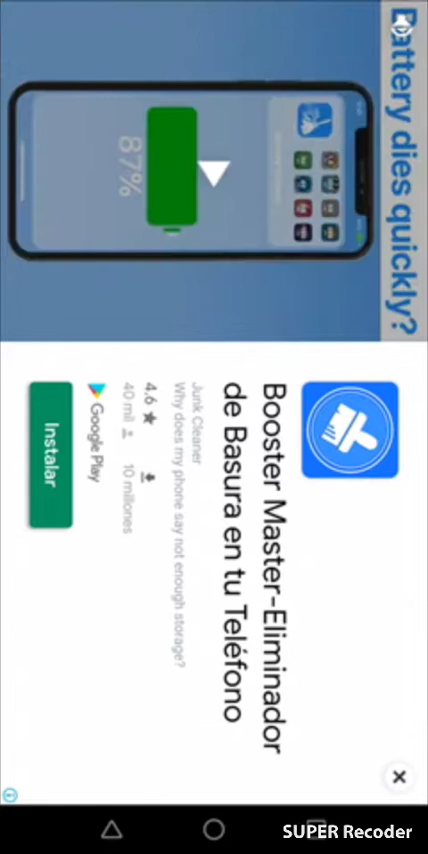 Battery dies quickly?
87%
Booster Master-Eliminador
de Basura en tu Teléfono
Junk Cleaner
Why does my phone say not enough storage?
4.6 ★
40 mil
10 millones
Google Play
Instalar
SUPER Recoder